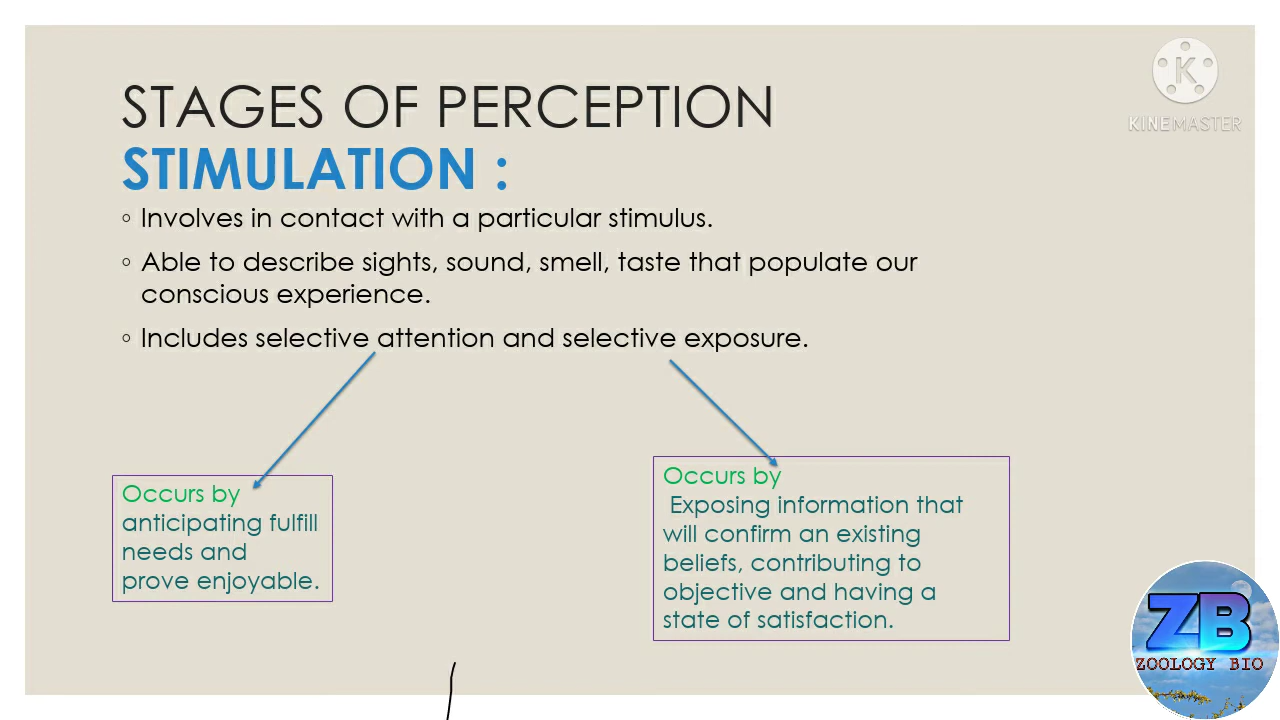 STAGES OF PERCEPTION
STIMULATION :
◦ Involves in contact with a particular stimulus.
◦ Able to describe sights, sound, smell, taste that populate our
conscious experience.
◦ Includes selective attention and selective exposure.
Occurs by
anticipating fulfill
needs and
prove enjoyable.
Occurs by
Exposing information that
will confirm an existing
beliefs, contributing to
objective and having a
state of satisfaction.
K
KINEMASTER
ZB
ZOOLOGY BIO